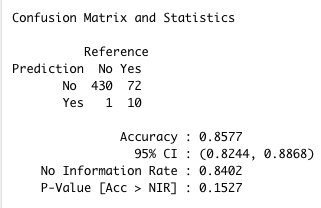 Confusion Matrix and Statistics
Reference
Prediction No Yes
No 430 72
Yes 1 10
Accuracy : 0.8577
95% CI : (0.8244, 0.8868)
No Information Rate : 0.8402
P-Value [Acc > NIR] : 0.1527